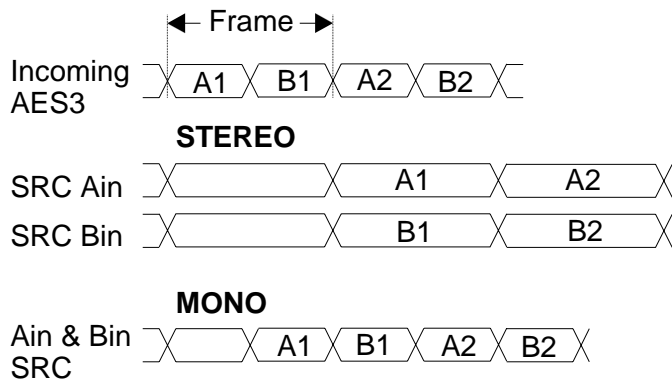 Frame
Incoming
AES3
A1 B1 A2 B2
STEREO
SRC Ain
A1 A2
SRC Bin
B1 B2
MONO
Ain & Bin
SRC
A1 B1 A2 B2